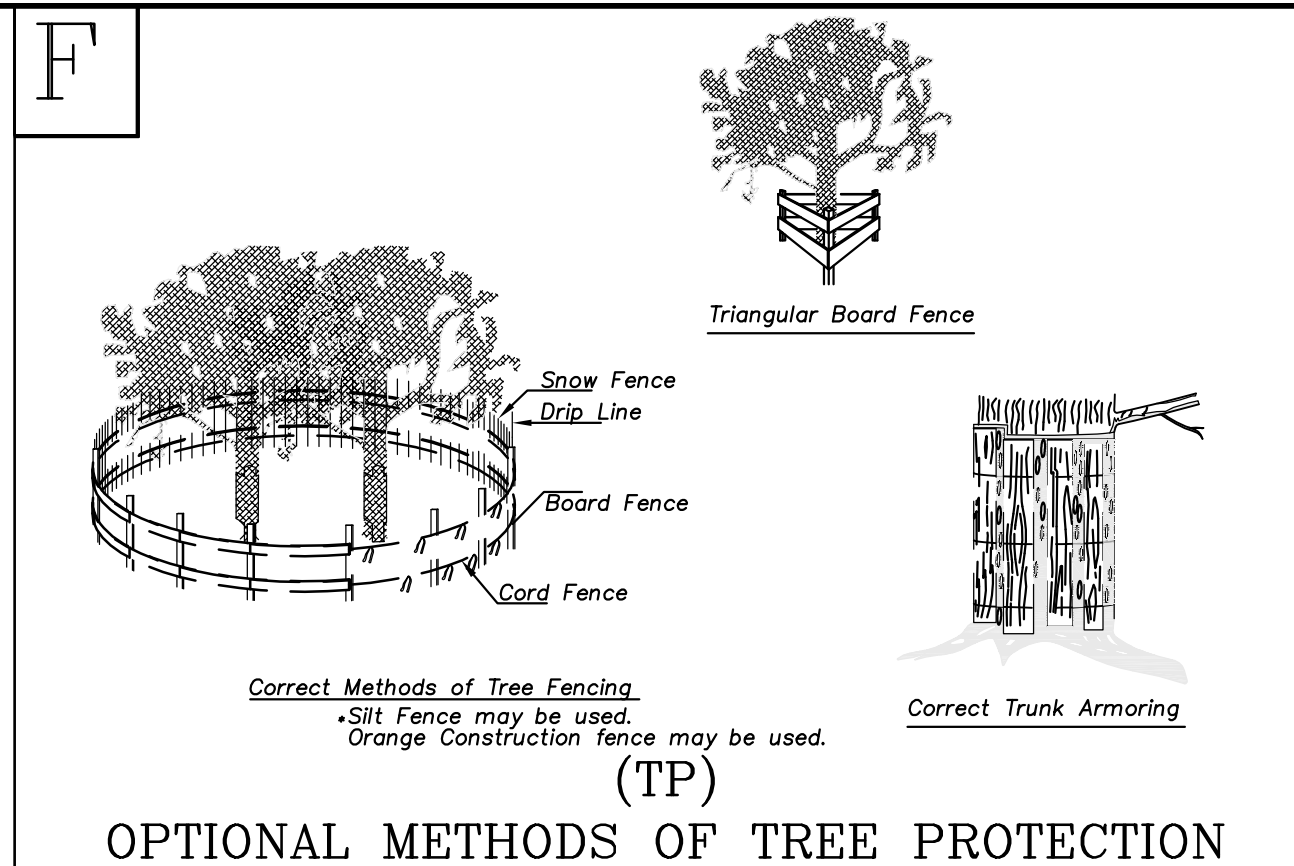 F
Triangular Board Fence
Snow Fence
Drip Line
Board Fence
Cord Fence
Correct Methods of Tree Fencing
*Silt Fence may be used.
Orange Construction fence may be used.
Correct Trunk Armoring
(TP)
OPTIONAL METHODS OF TREE PROTECTION